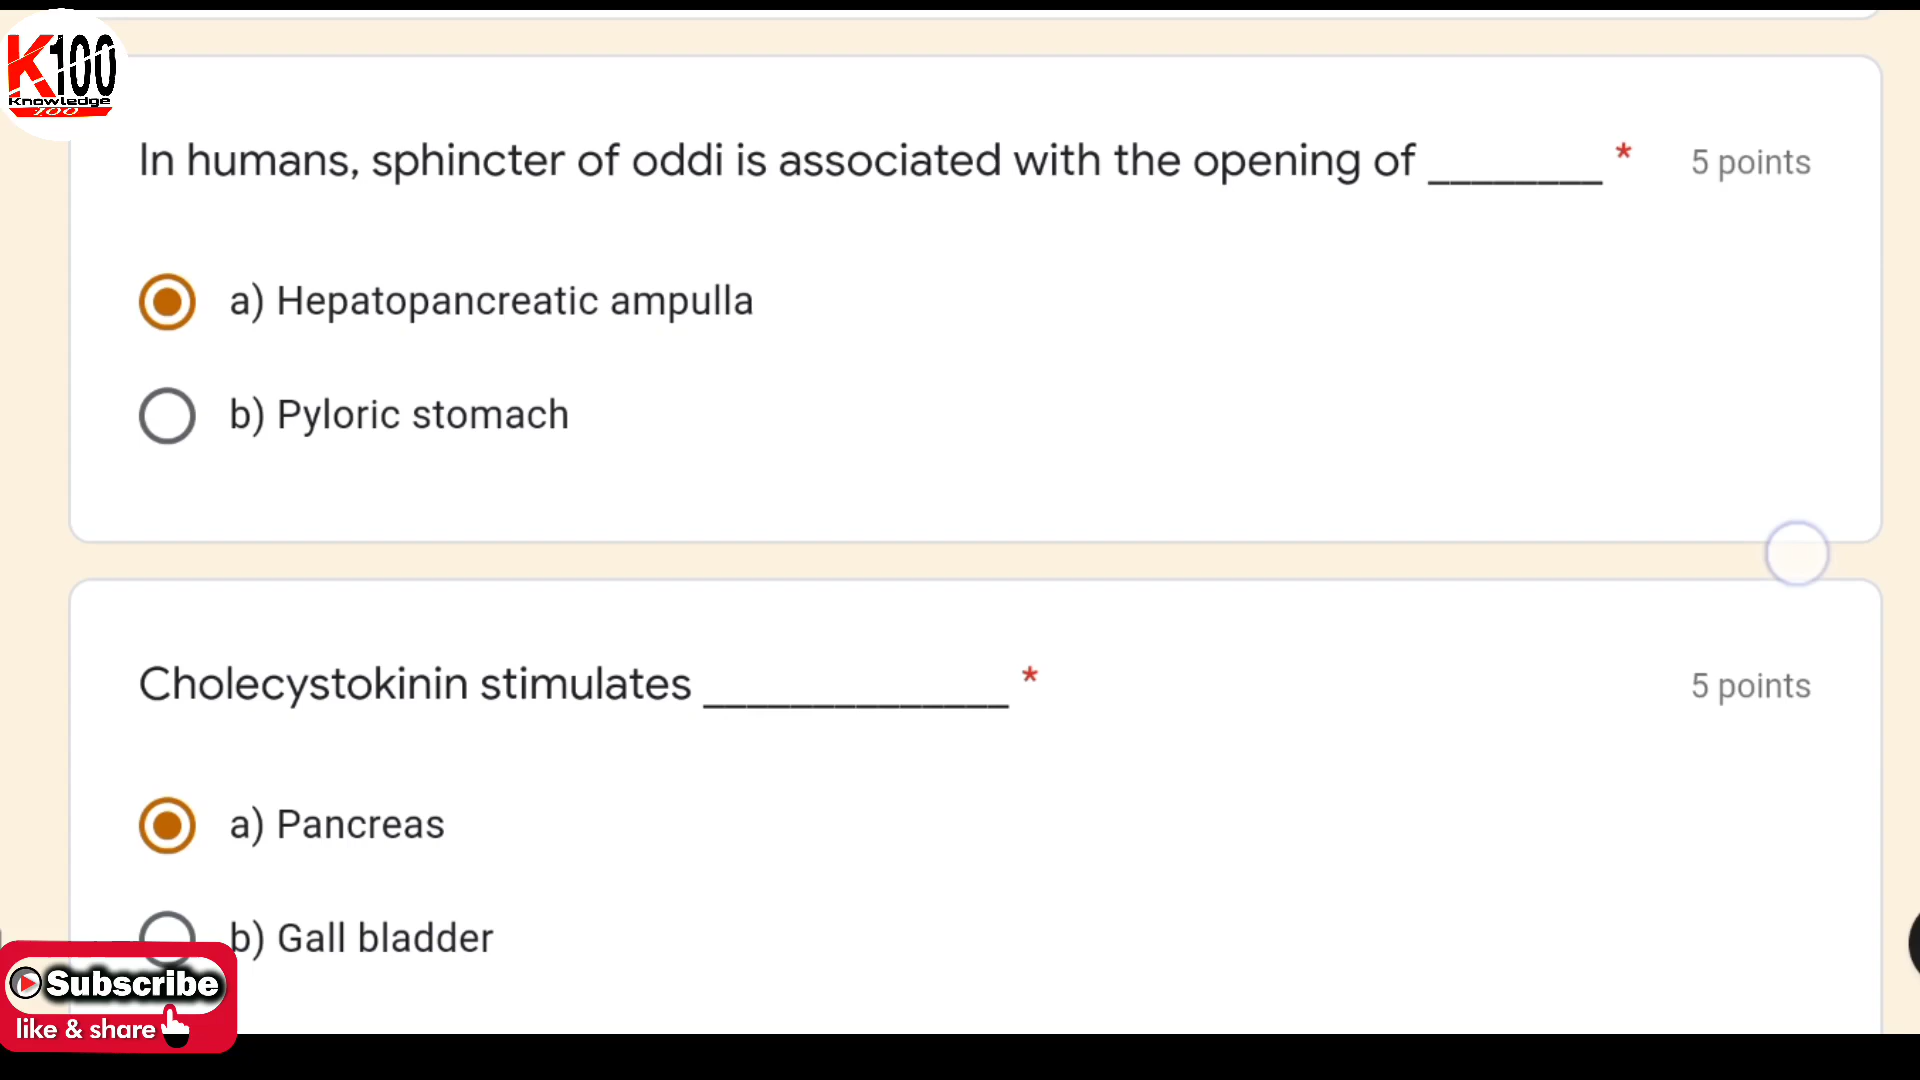 K100
Knowledge
100
In humans, sphincter of oddi is associated with the opening of ________ * 5 points
a) Hepatopancreatic ampulla
b) Pyloric stomach
Cholecystokinin stimulates ______________ * 5 points
a) Pancreas
b) Gall bladder
Subscribe
like & share